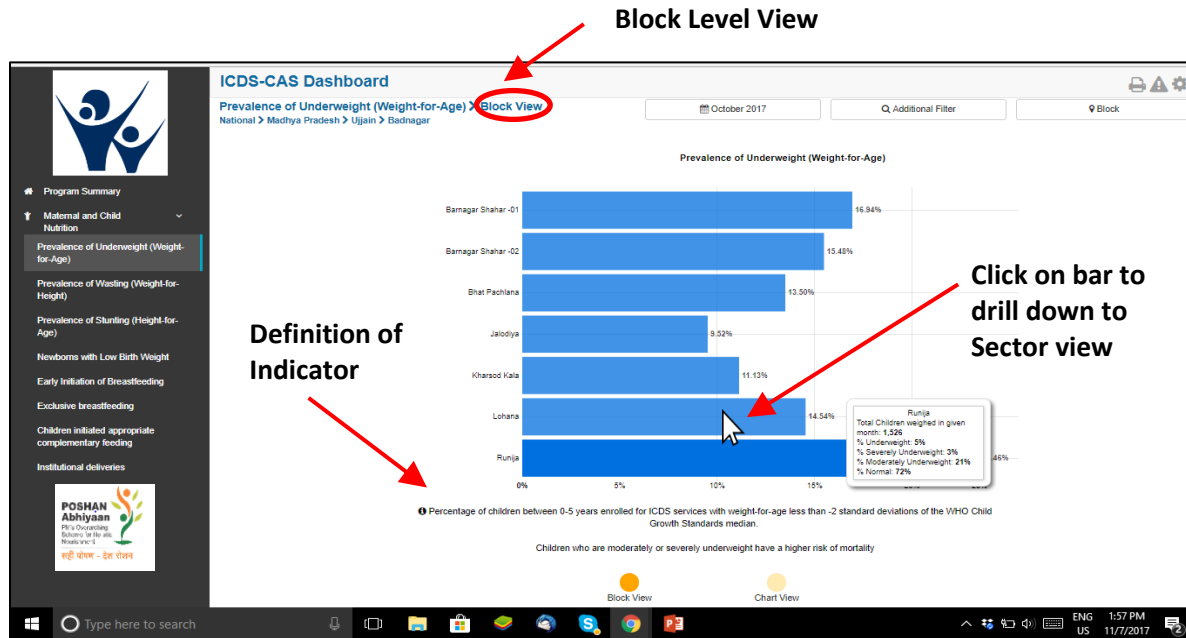 Block Level View
ICDS-CAS Dashboard
Prevalence of Underweight (Weight-for-Age) > Block View
National > Madhya Pradesh > Ujjain > Badnagar
October 2017
Additional Filter
Block
Program Summary
Maternal and Child
Nutrition
Prevalence of Underweight (Weight-
for-Age)
Prevalence of Wasting (Weight-for-
Height)
Prevalence of Stunting (Height-for-
Age)
Newborns with Low Birth Weight
Early Initiation of Breastfeeding
Exclusive breastfeeding
Children initiated appropriate
complementary feeding
Institutional deliveries
POSHAN
Abhiyaan
PM's Overarching
सही पोषण - देश रोशन
Definition of
Indicator
Prevalence of Underweight (Weight-for-Age)
Barnagar Shahar -01
16.94%
Barnagar Shahar -02
15.48%
Bhat Pachlana
13.50%
Jalodiya
9.52%
Kharsod Kala
11.13%
Lohana
14.54%
Runija
46%
0%
5%
10%
15%
Click on bar to
drill down to
Sector view
Runija
Total Children weighed in given
month: 1,526
% Underweight: 5%
% Severely Underweight: 3%
% Moderately Underweight: 21%
% Normal: 72%
Percentage of children between 0-5 years enrolled for ICDS services with weight-for-age less than -2 standard deviations of the WHO Child
Growth Standards median.
Children who are moderately or severely underweight have a higher risk of mortality
Block View
Chart View
Type here to search
ENG
US
1:57 PM
11/7/2017
2